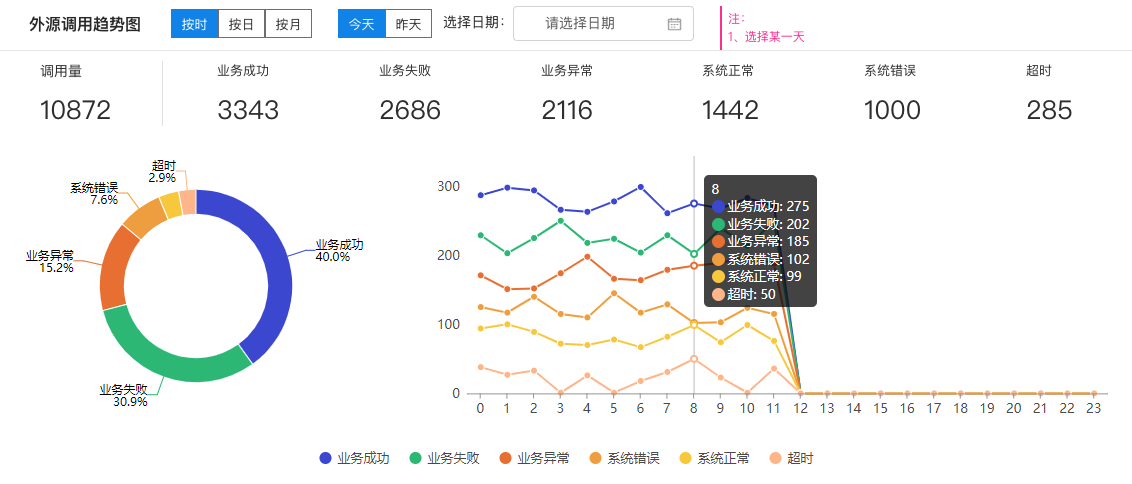 外源调用趋势图
按时 按日 按月
今天 昨天
选择日期:
请选择日期
注：
1、选择某一天
调用量 业务成功 业务失败 业务异常 系统正常 系统错误 超时
10872 3343 2686 2116 1442 1000 285
超时
2.9%
系统错误
7.6%
业务异常
15.2%
业务成功
40.0%
业务失败
30.9%
300
200
100
0
8
业务成功: 275
业务失败: 202
业务异常: 185
系统错误: 102
系统正常: 99
超时: 50
0 1 2 3 4 5 6 7 8 9 10 11 12 13 14 15 16 17 18 19 20 21 22 23
业务成功 业务失败 业务异常 系统错误 系统正常 超时